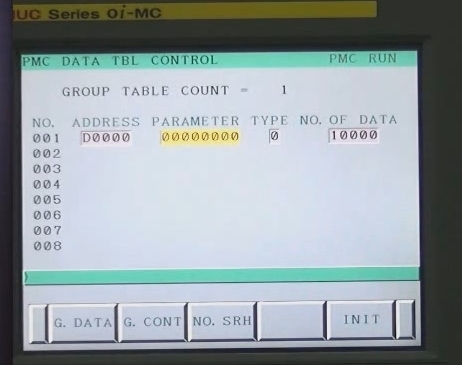 UC Series 0i-MC
PMC DATA TBL CONTROL PMC RUN
GROUP TABLE COUNT = 1
NO. ADDRESS PARAMETER TYPE NO. OF DATA
001 D0000 00000000 0 10000
002
003
004
005
006
007
008
)
G. DATA G. CONT NO. SRH INIT